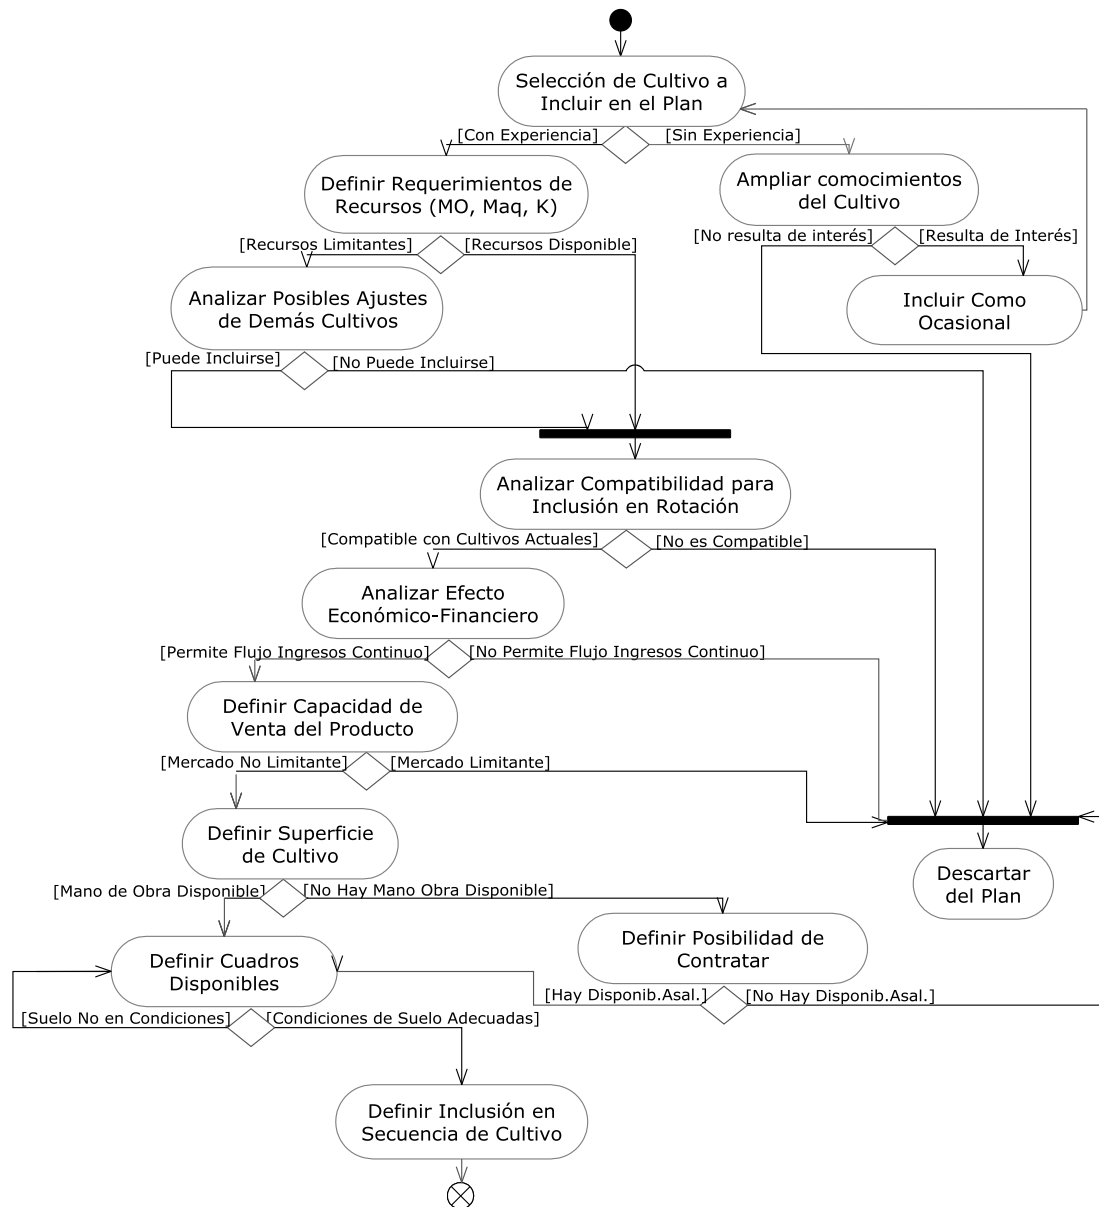 Selección de Cultivo a
Incluir en el Plan
[Con Experiencia]
[Sin Experiencia]
Definir Requerimientos de
Recursos (MO, Maq, K)
Ampliar comocimientos
del Cultivo
[Recursos Limitantes]
[Recursos Disponible]
[No resulta de interés]
[Resulta de Interés]
Analizar Posibles Ajustes
de Demás Cultivos
Incluir Como
Ocasional
[Puede Incluirse]
[No Puede Incluirse]
Analizar Compatibilidad para
Inclusión en Rotación
[Compatible con Cultivos Actuales]
[No es Compatible]
Analizar Efecto
Económico-Financiero
[Permite Flujo Ingresos Continuo]
[No Permite Flujo Ingresos Continuo]
Definir Capacidad de
Venta del Producto
[Mercado No Limitante]
[Mercado Limitante]
Definir Superficie
de Cultivo
Descartar
del Plan
[Mano de Obra Disponible]
[No Hay Mano Obra Disponible]
Definir Cuadros
Disponibles
Definir Posibilidad de
Contratar
[Hay Disponib.Asal.]
[No Hay Disponib.Asal.]
[Suelo No en Condiciones]
[Condiciones de Suelo Adecuadas]
Definir Inclusión en
Secuencia de Cultivo